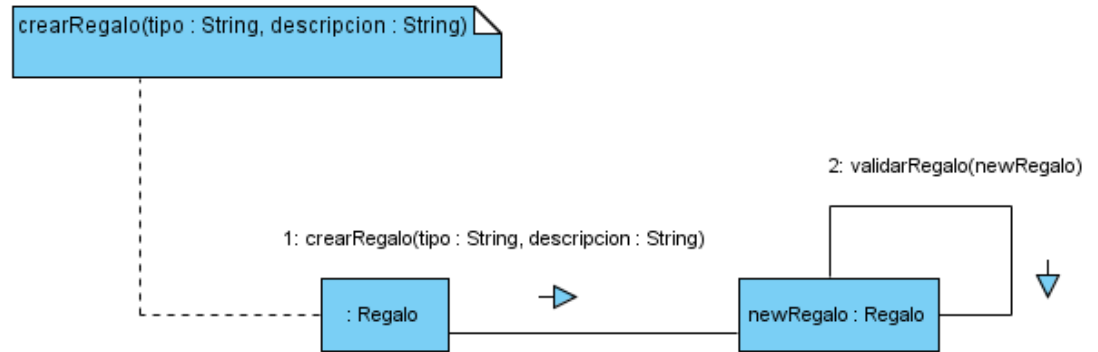 crearRegalo(tipo : String, descripcion : String)
2: validarRegalo(newRegalo)
1: crearRegalo(tipo : String, descripcion : String)
: Regalo
newRegalo : Regalo